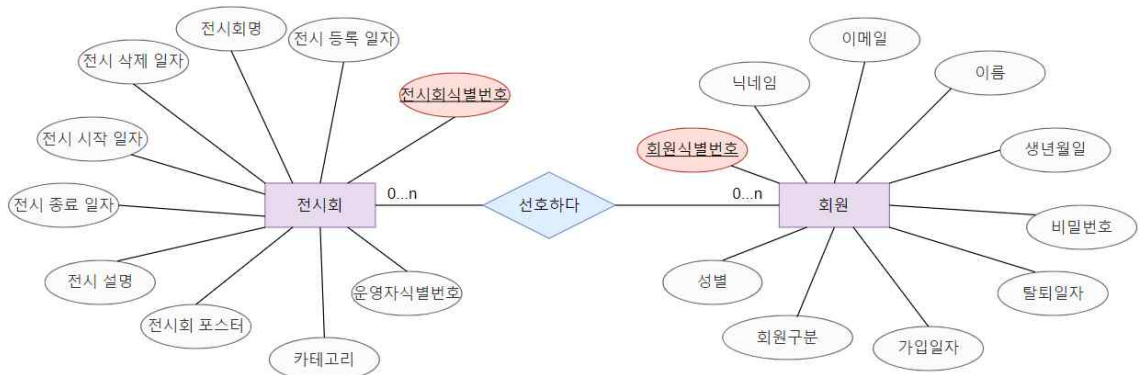 전시회명
전시 등록 일자
전시 삭제 일자
전시회식별번호
전시 시작 일자
전시 종료 일자
전시회
0...n
전시 설명
전시회 포스터
카테고리
운영자식별번호
선호하다
이메일
닉네임
이름
회원식별번호
생년월일
0...n
회원
비밀번호
성별
탈퇴일자
회원구분
가입일자